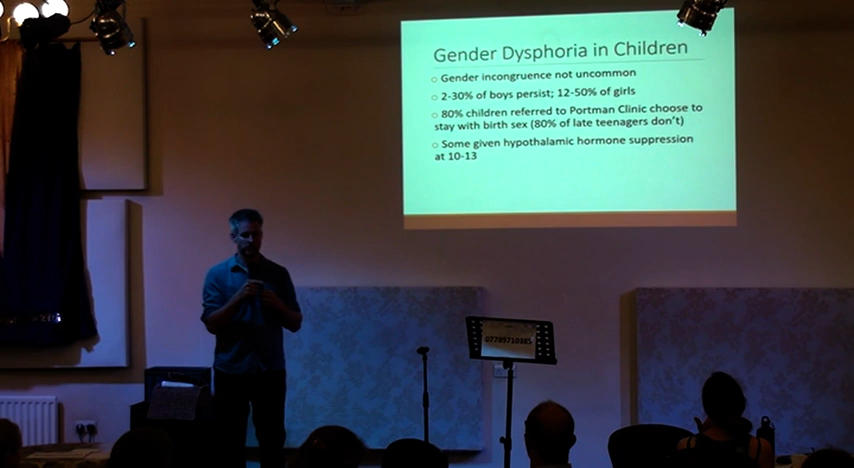 Gender Dysphoria in Children
○ Gender incongruence not uncommon
○ 2-30% of boys persist; 12-50% of girls
○ 80% children referred to Portman Clinic choose to
stay with birth sex (80% of late teenagers don't)
○ Some given hypothalamic hormone suppression
at 10-13
07789710385